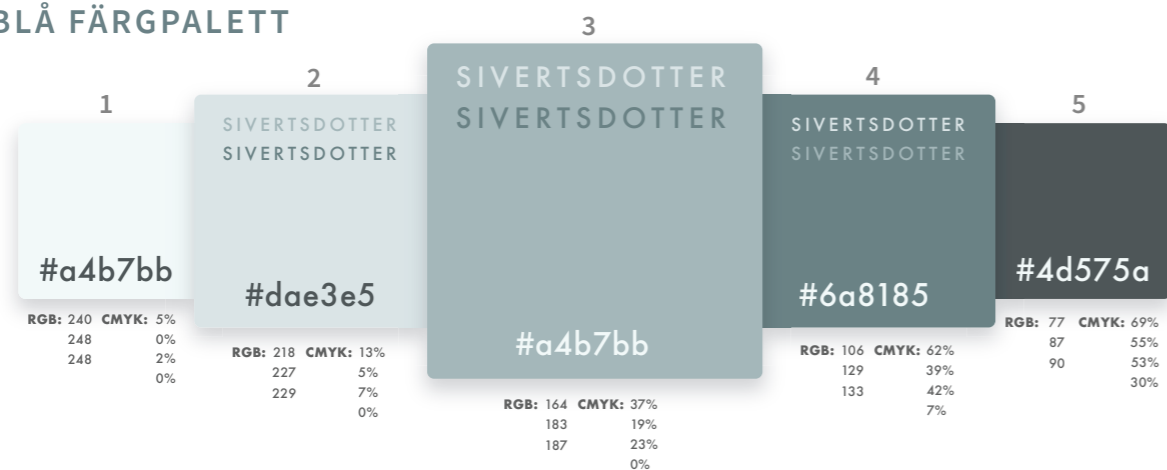 BLÅ FÄRGPALETT
1
#a4b7bb
RGB: 240 CMYK: 5%
248 0%
248 2%
0%
2
SIVERTSDOTTER
SIVERTSDOTTER
#dae3e5
RGB: 218 CMYK: 13%
227 5%
229 7%
0%
3
SIVERTSDOTTER
SIVERTSDOTTER
#a4b7bb
RGB: 164 CMYK: 37%
183 19%
187 23%
0%
4
SIVERTSDOTTER
SIVERTSDOTTER
#6a8185
RGB: 106 CMYK: 62%
129 39%
133 42%
7%
5
#4d575a
RGB: 77 CMYK: 69%
87 55%
90 53%
30%